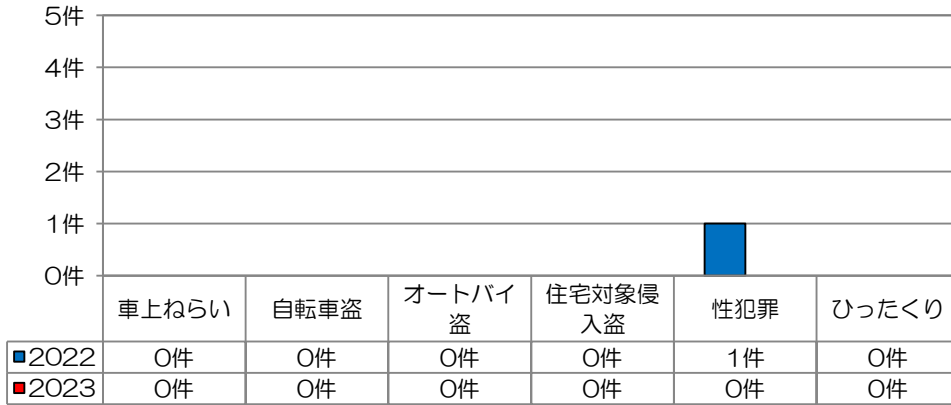 5件
4件
3件
2件
1件
0件
車上ねらい 自転車盗 オートバイ盗 住宅対象侵入盗 性犯罪 ひったくり
2022 0件 0件 0件 0件 1件 0件
2023 0件 0件 0件 0件 0件 0件